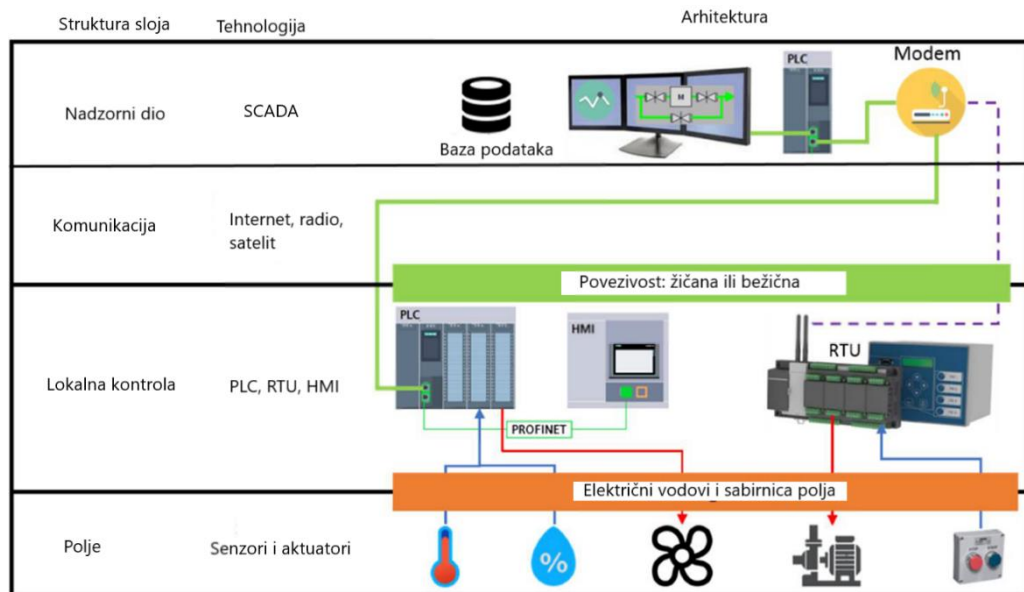 Struktura sloja
Tehnologija
Arhitektura
Nadzorni dio
SCADA
Baza podataka
M
PLC
Modem
Komunikacija
Internet, radio,
satelit
Povezivost: žičana ili bežična
Lokalna kontrola
PLC, RTU, HMI
PLC
HMI
RTU
PROFINET
Električni vodovi i sabirnica polja
Polje
Senzori i aktuatori
%